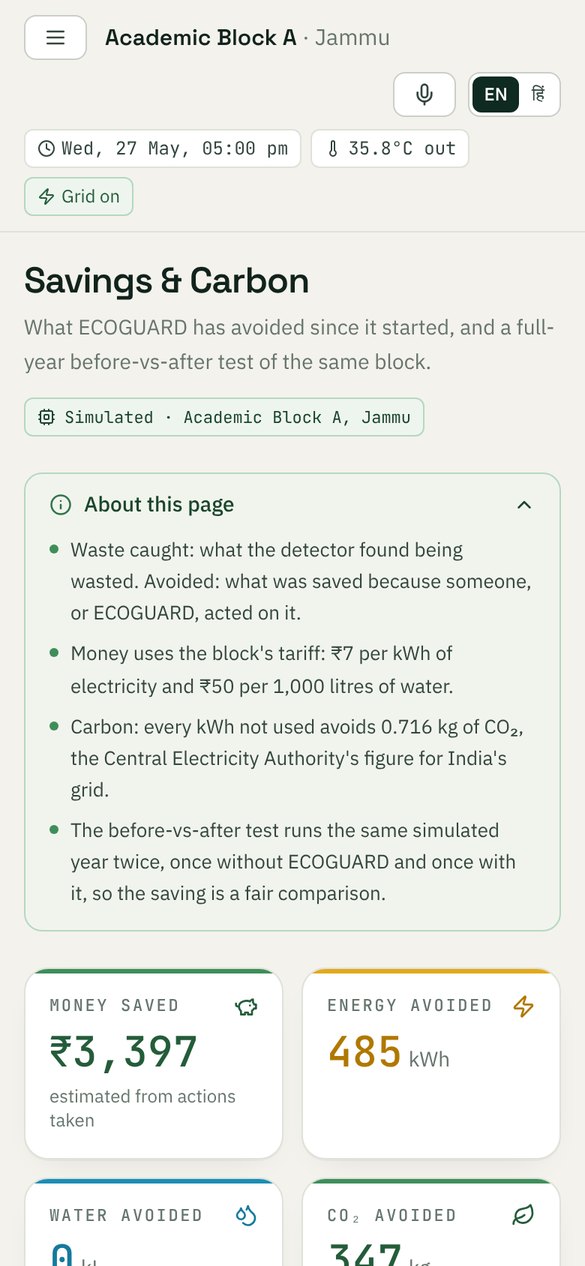 Academic Block A · Jammu
EN हिं
Wed, 27 May, 05:00 pm 35.8°C out
Grid on
Savings & Carbon
What ECOGUARD has avoided since it started, and a full-
year before-vs-after test of the same block.
Simulated · Academic Block A, Jammu
About this page
Waste caught: what the detector found being
wasted. Avoided: what was saved because someone,
or ECOGUARD, acted on it.
Money uses the block's tariff: ₹7 per kWh of
electricity and ₹50 per 1,000 litres of water.
Carbon: every kWh not used avoids 0.716 kg of CO₂,
the Central Electricity Authority's figure for India's
grid.
The before-vs-after test runs the same simulated
year twice, once without ECOGUARD and once with
it, so the saving is a fair comparison.
MONEY SAVED
₹3,397
estimated from actions
taken
ENERGY AVOIDED
485 kWh
WATER AVOIDED
CO₂ AVOIDED
347 kg